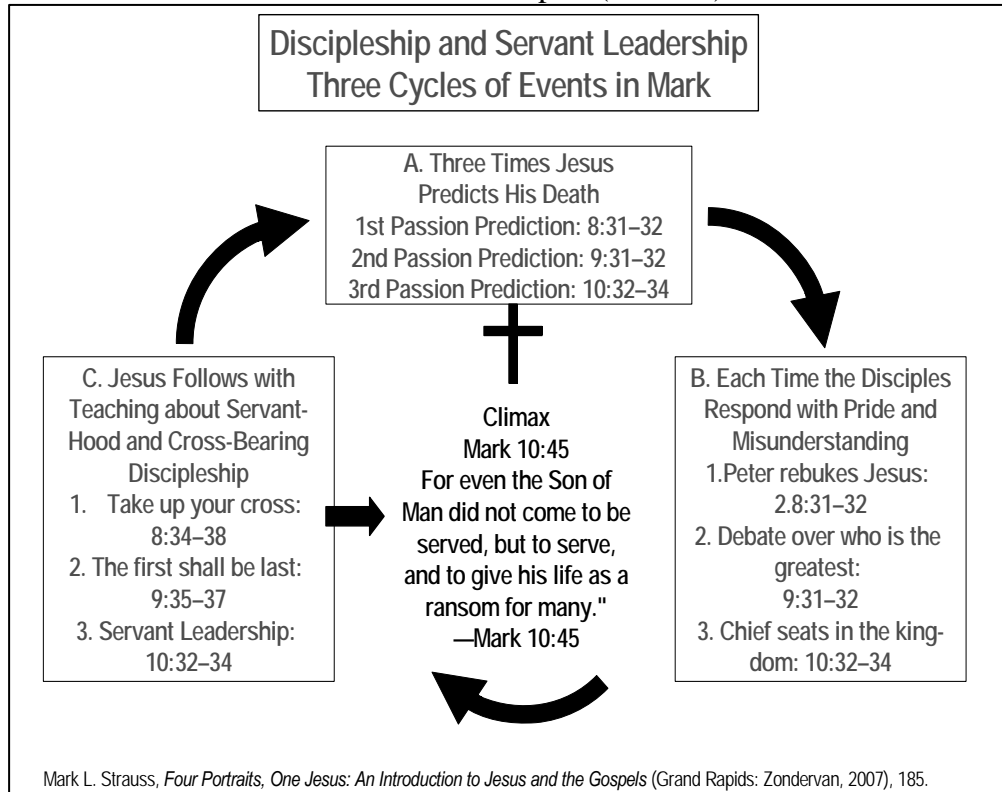 Discipleship and Servant Leadership
Three Cycles of Events in Mark
A. Three Times Jesus
Predicts His Death
1st Passion Prediction: 8:31–32
2nd Passion Prediction: 9:31–32
3rd Passion Prediction: 10:32–34
B. Each Time the Disciples
Respond with Pride and
Misunderstanding
1.Peter rebukes Jesus:
2.8:31–32
2. Debate over who is the
greatest:
9:31–32
3. Chief seats in the king-
dom: 10:32–34
C. Jesus Follows with
Teaching about Servant-
Hood and Cross-Bearing
Discipleship
1. Take up your cross:
8:34–38
2. The first shall be last:
9:35–37
3. Servant Leadership:
10:32–34
Climax
Mark 10:45
For even the Son of
Man did not come to be
served, but to serve,
and to give his life as a
ransom for many."
—Mark 10:45
Mark L. Strauss, Four Portraits, One Jesus: An Introduction to Jesus and the Gospels (Grand Rapids: Zondervan, 2007), 185.